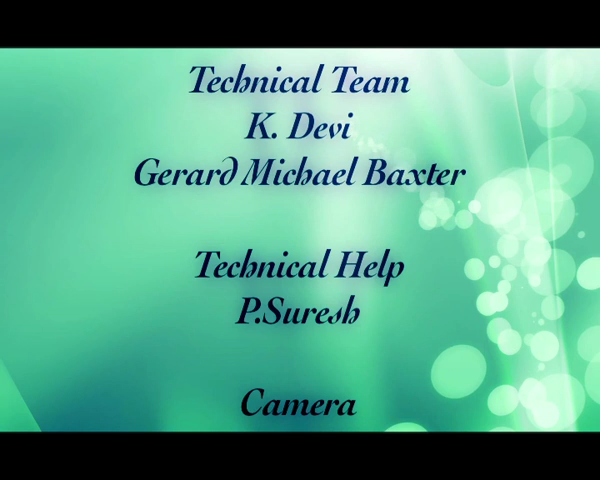 Technical Team
K. Devi
Gerard Michael Baxter
Technical Help
P.Suresh
Camera